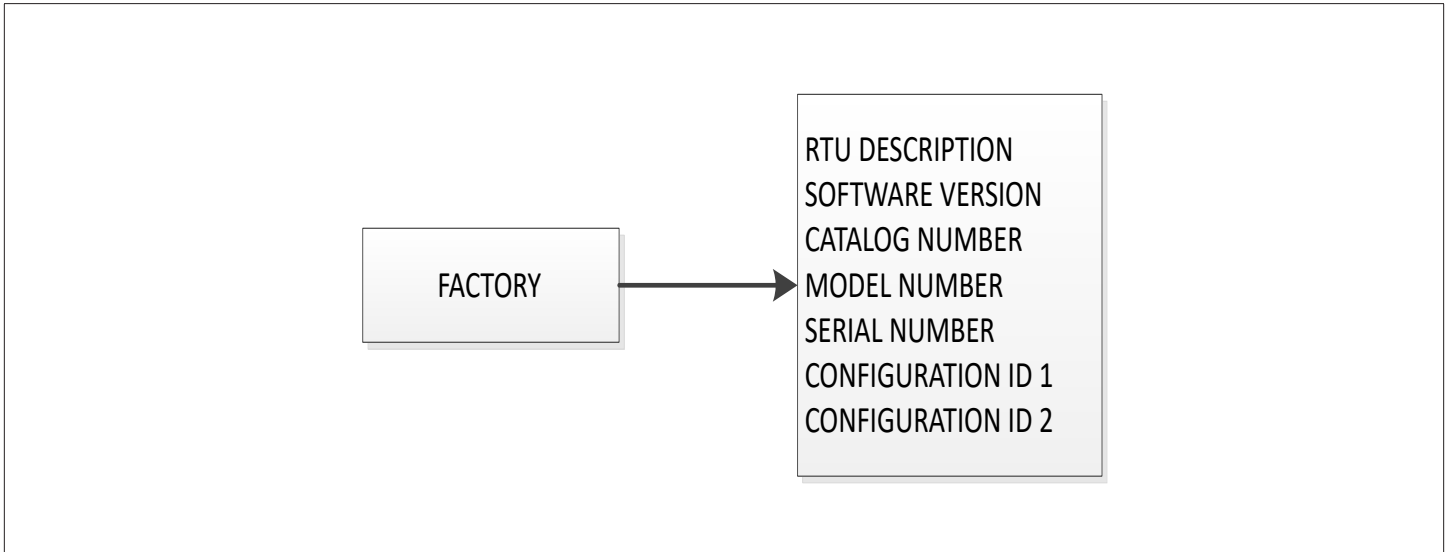 FACTORY
RTU DESCRIPTION
SOFTWARE VERSION
CATALOG NUMBER
MODEL NUMBER
SERIAL NUMBER
CONFIGURATION ID 1
CONFIGURATION ID 2